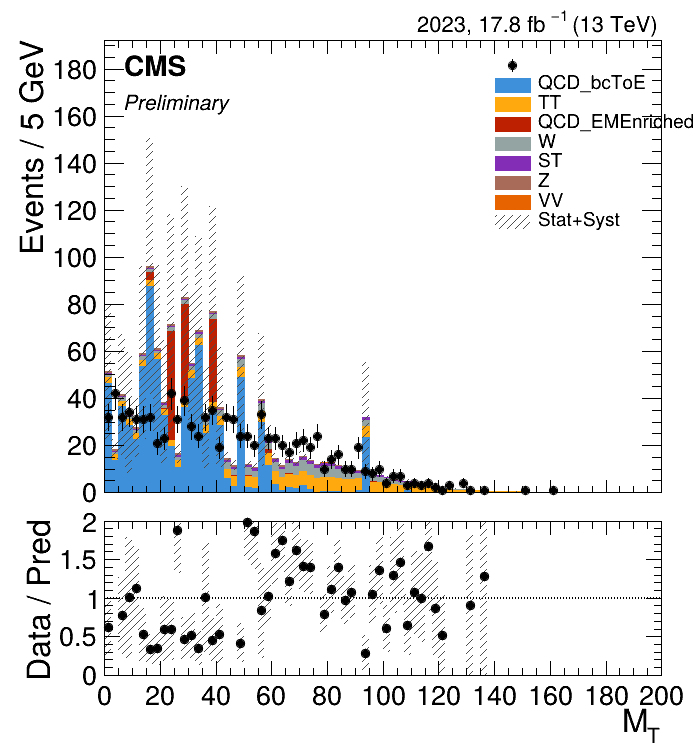 2023, 17.8 fb⁻¹ (13 TeV)
CMS
Preliminary
Events / 5 GeV
180
160
140
120
100
80
60
40
20
0
QCD_bcToE
TT
QCD_EMEnriched
W
ST
Z
VV
Stat+Syst
Data / Pred
2
1.5
1
0.5
0
0 20 40 60 80 100 120 140 160 180 200
M_T